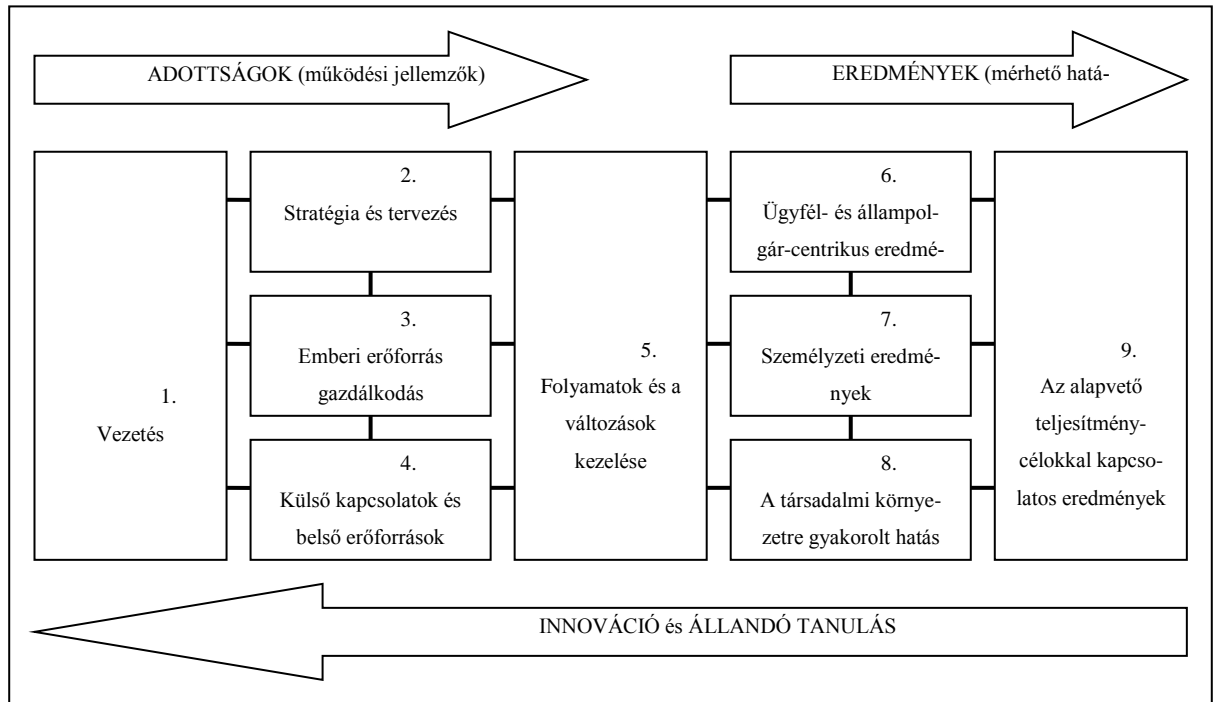 ADOTTSÁGOK (működési jellemzők)
EREDMÉNYEK (mérhető hatá-
1.
Vezetés
2.
Stratégia és tervezés
3.
Emberi erőforrás
gazdálkodás
4.
Külső kapcsolatok és
belső erőforrások
5.
Folyamatok és a
változások
kezelése
6.
Ügyfél- és állampol-
gár-centrikus eredmé-
7.
Személyzeti eredmé-
nyek
8.
A társadalmi környe-
zetre gyakorolt hatás
9.
Az alapvető
teljesítmény-
célokkal kapcso-
latos eredmények
INNOVÁCIÓ és ÁLLANDÓ TANULÁS